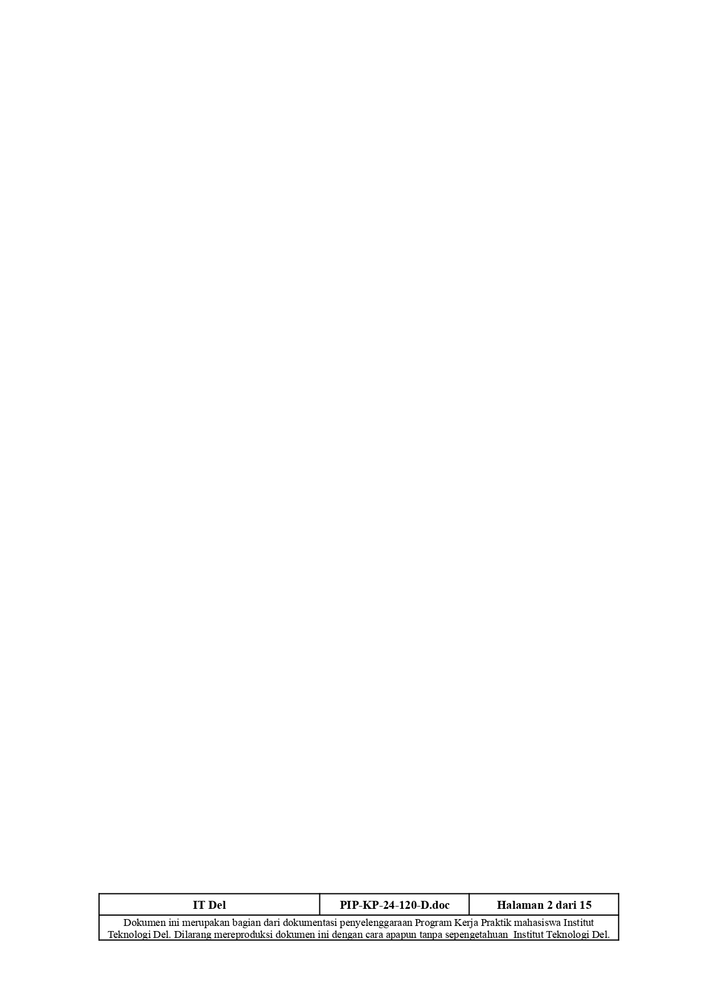 IT Del PIP-KP-24-120-D.doc Halaman 2 dari 15
Dokumen ini merupakan bagian dari dokumentasi penyelenggaraan Program Kerja Praktik mahasiswa Institut
Teknologi Del. Dilarang mereproduksi dokumen ini dengan cara apapun tanpa sepengetahuan  Institut Teknologi Del.